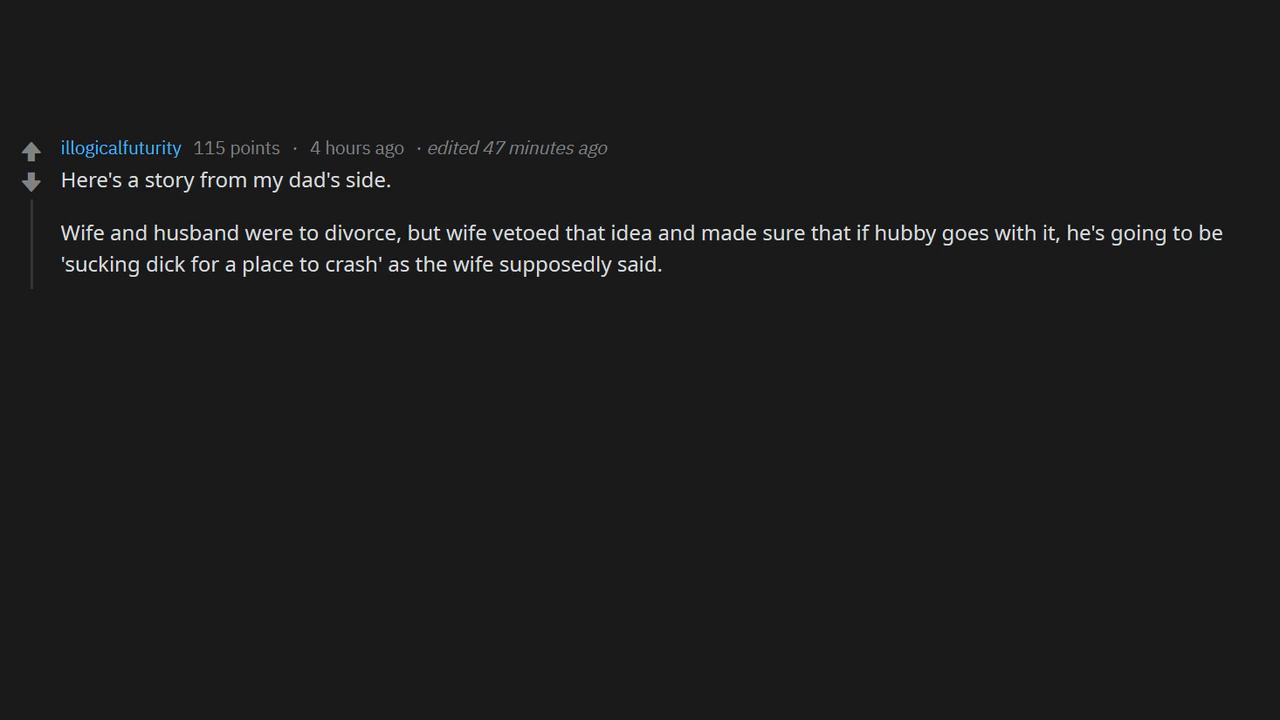 illogicalfuturity 115 points · 4 hours ago · edited 47 minutes ago
Here's a story from my dad's side.
Wife and husband were to divorce, but wife vetoed that idea and made sure that if hubby goes with it, he's going to be
'sucking dick for a place to crash' as the wife supposedly said.